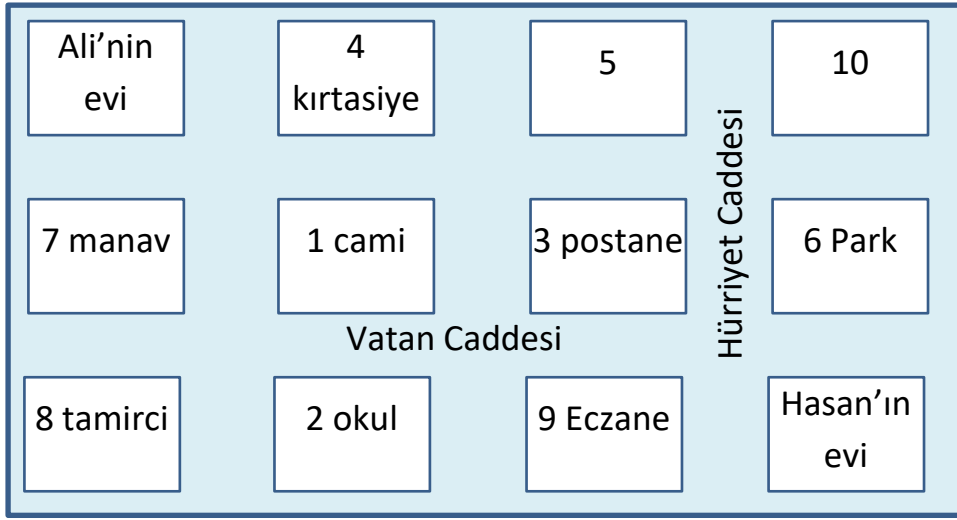 Ali’nin
evi
4
kırtasiye
5
10
Hürriyet Caddesi
7 manav
1 cami
3 postane
6 Park
Vatan Caddesi
8 tamirci
2 okul
9 Eczane
Hasan’ın
evi